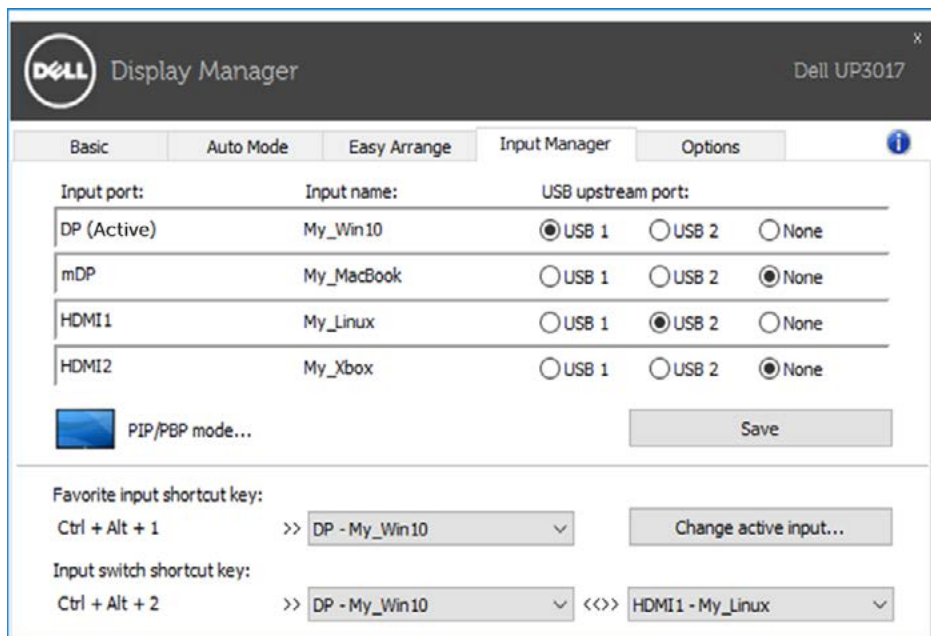 DELL Display Manager Dell UP3017 x
Basic Auto Mode Easy Arrange Input Manager Options i
Input port: Input name: USB upstream port:
DP (Active) My_Win10 USB 1 USB 2 None
mDP My_MacBook USB 1 USB 2 None
HDMI1 My_Linux USB 1 USB 2 None
HDMI2 My_Xbox USB 1 USB 2 None
PIP/PBP mode... Save
Favorite input shortcut key:
Ctrl + Alt + 1 >> DP - My_Win10 Change active input...
Input switch shortcut key:
Ctrl + Alt + 2 >> DP - My_Win10 <<>> HDMI1 - My_Linux